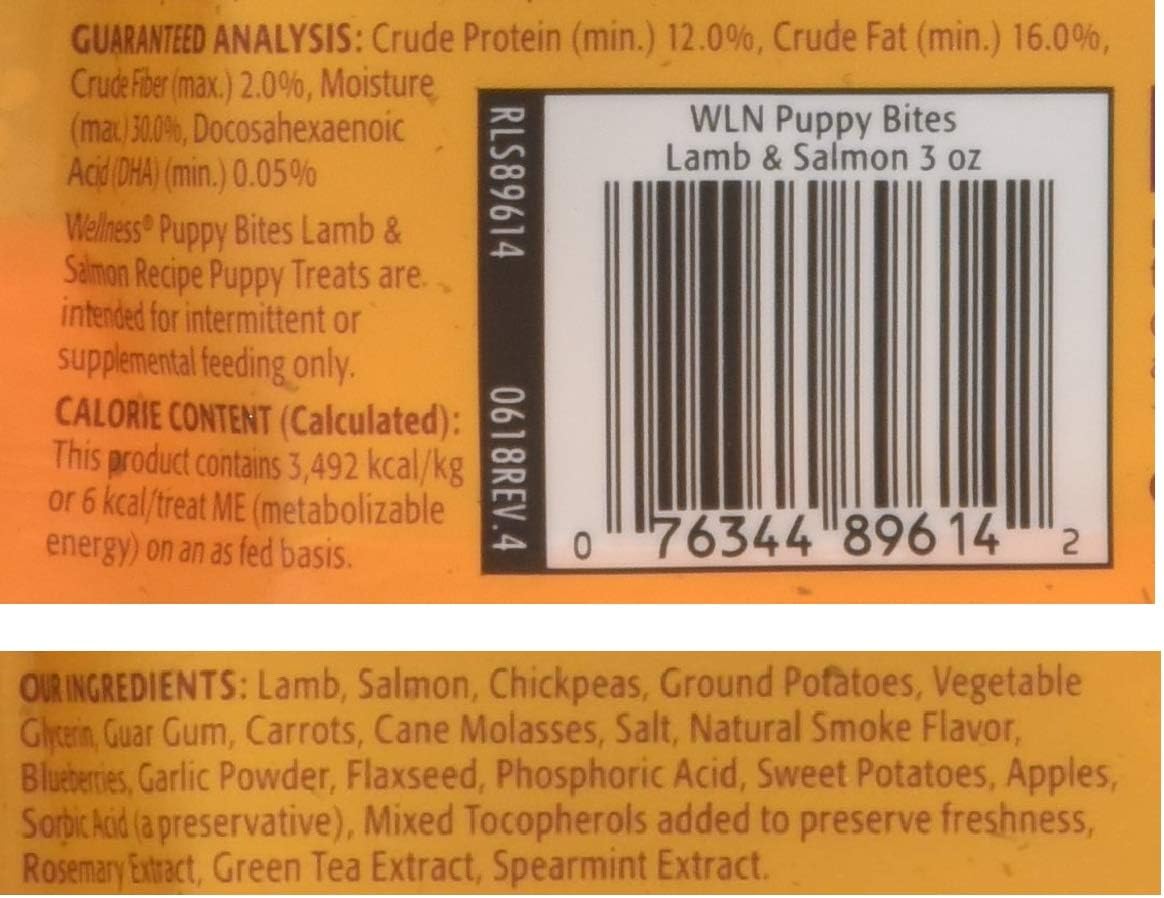 GUARANTEED ANALYSIS: Crude Protein (min.) 12.0%, Crude Fat (min.) 16.0%,
Crude Fiber (max.) 2.0%, Moisture
(max.) 30.0%, Docosahexaenoic
Acid (DHA) (min.) 0.05%
Wellness® Puppy Bites Lamb &
Salmon Recipe Puppy Treats are
intended for intermittent or
supplemental feeding only.
CALORIE CONTENT (Calculated):
This product contains 3,492 kcal/kg
or 6 kcal/treat ME (metabolizable
energy) on an as fed basis.
RLS89614 0618REV.4
WLN Puppy Bites
Lamb & Salmon 3 oz
0 76344 89614 2
OUR INGREDIENTS: Lamb, Salmon, Chickpeas, Ground Potatoes, Vegetable
Glycerin, Guar Gum, Carrots, Cane Molasses, Salt, Natural Smoke Flavor,
Blueberries, Garlic Powder, Flaxseed, Phosphoric Acid, Sweet Potatoes, Apples,
Sorbic Acid (a preservative), Mixed Tocopherols added to preserve freshness,
Rosemary Extract, Green Tea Extract, Spearmint Extract.